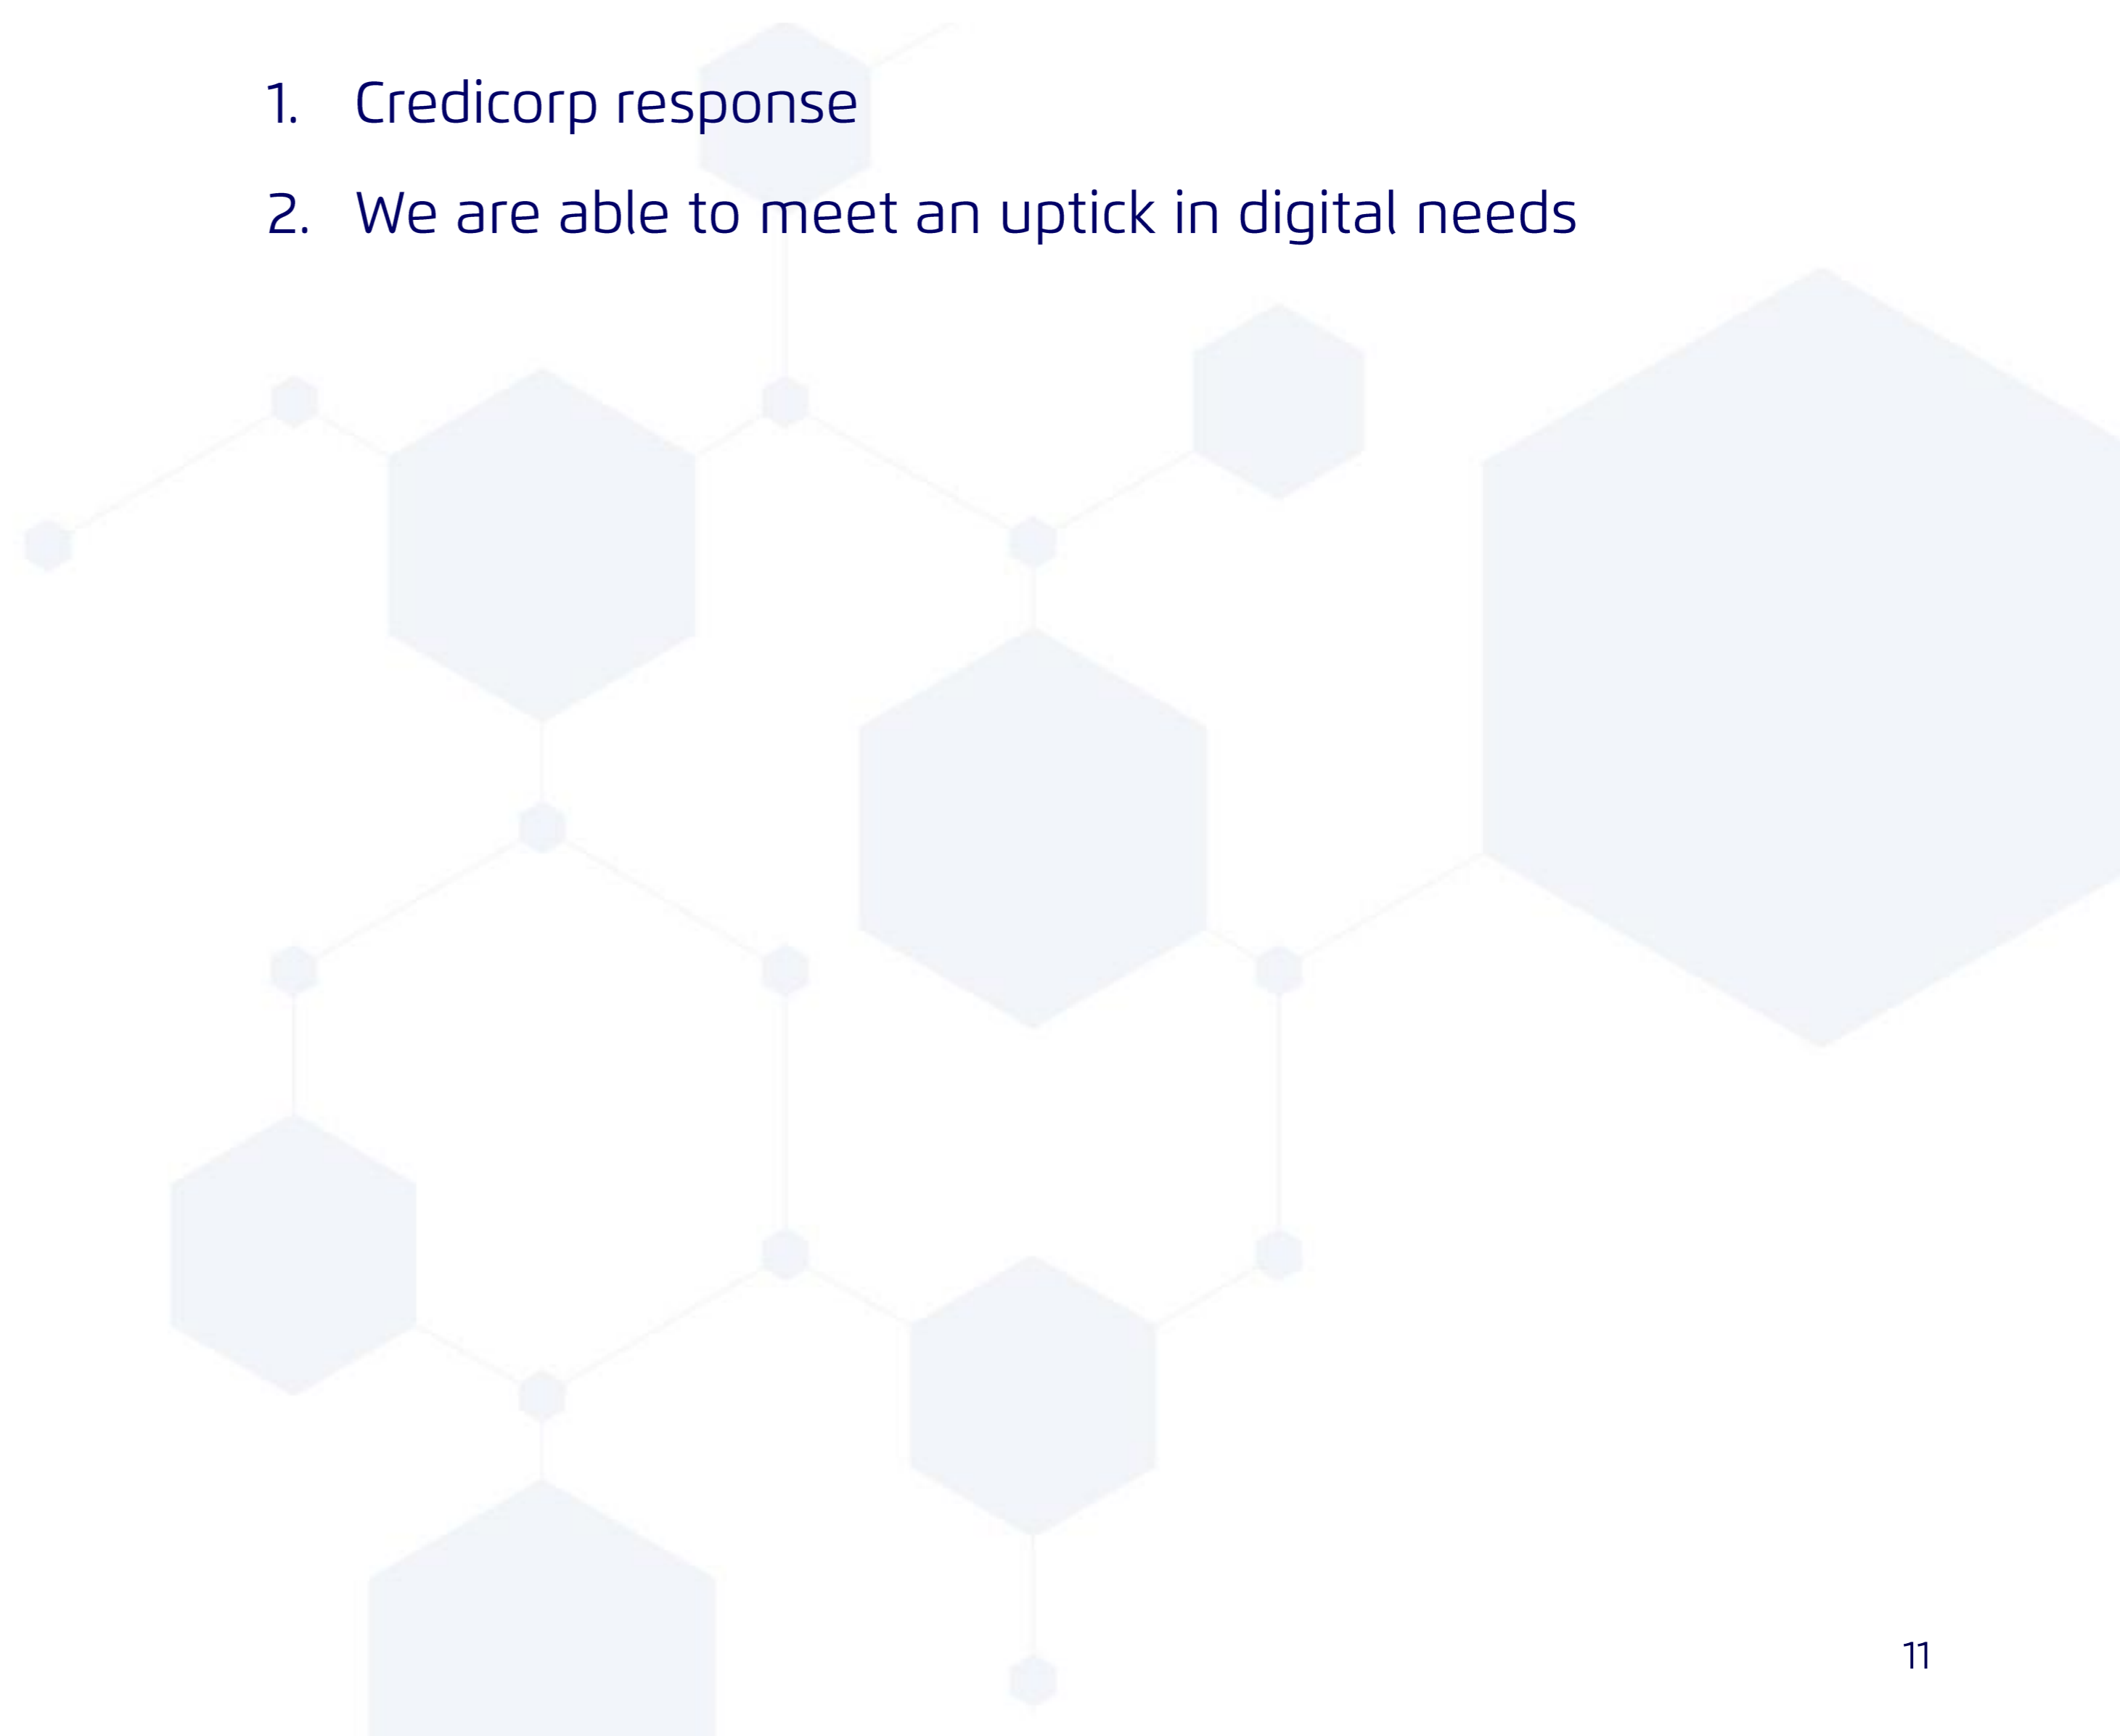 1. Credicorp response
2. We are able to meet an uptick in digital needs
11